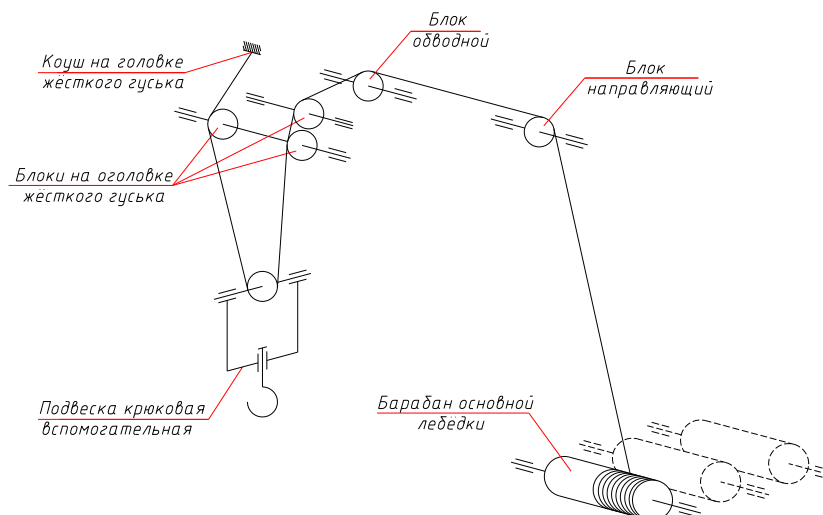 Блок
обводной
Коуш на головке
жёсткого гуська
Блок
направляющий
Блоки на оголовке
жёсткого гуська
Подвеска крюковая
вспомогательная
Барабан основной
лебёдки